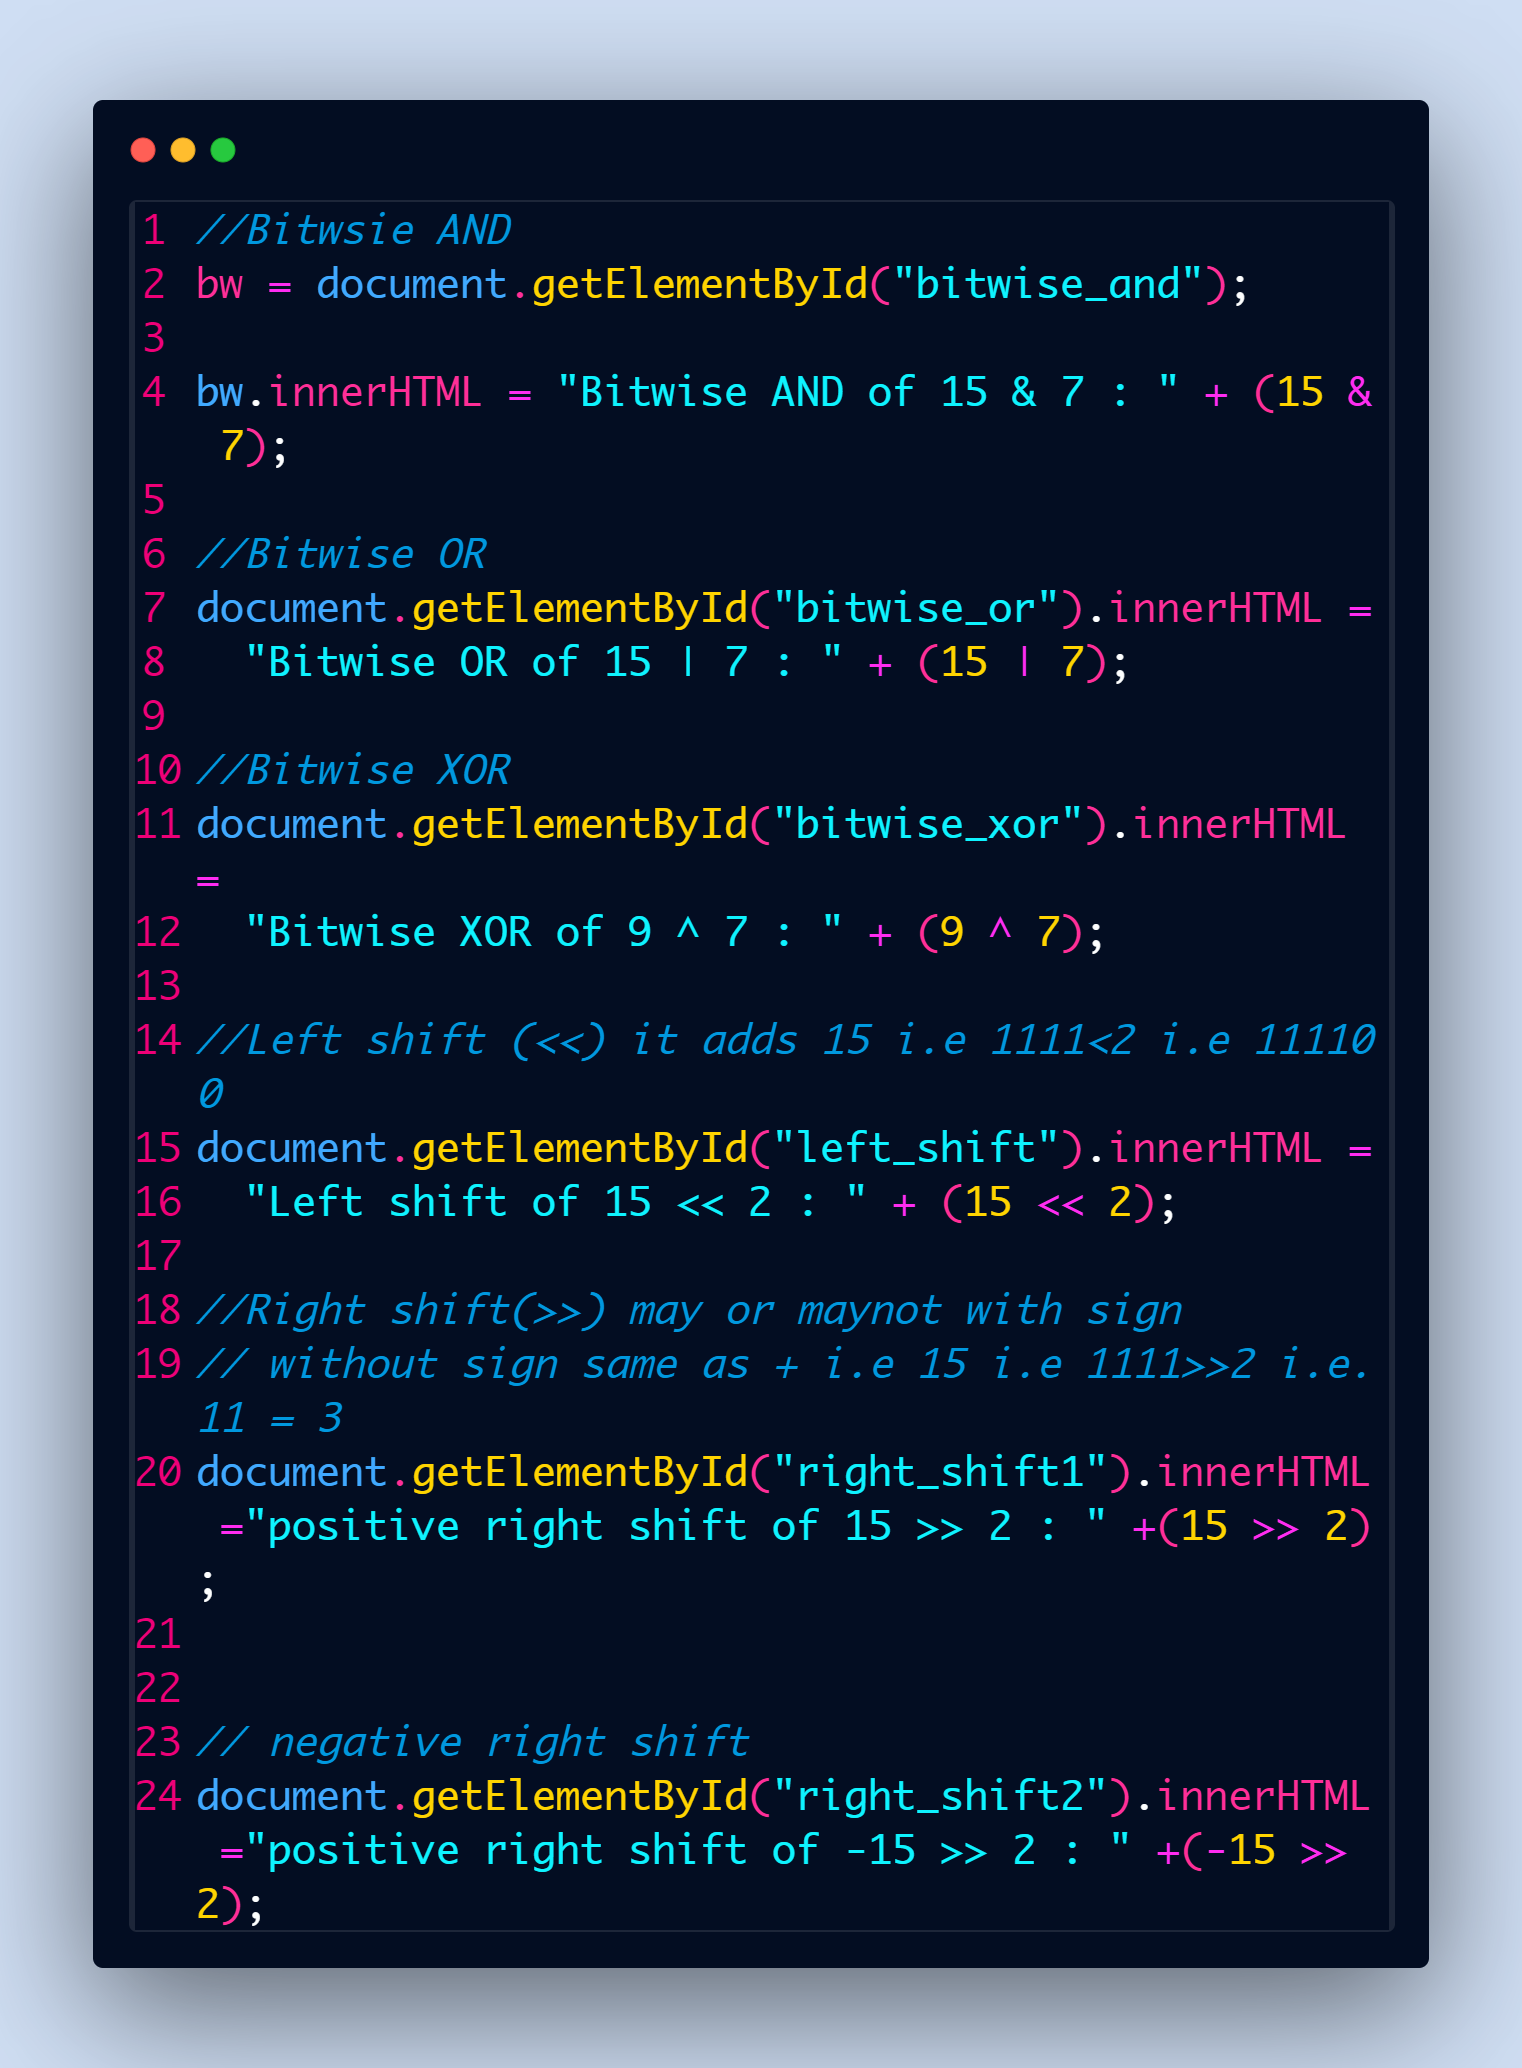 1 //Bitwsie AND
2 bw = document.getElementById("bitwise_and");
3
4 bw.innerHTML = "Bitwise AND of 15 & 7 : " + (15 &
 7);
5
6 //Bitwise OR
7 document.getElementById("bitwise_or").innerHTML =
8   "Bitwise OR of 15 | 7 : " + (15 | 7);
9
10 //Bitwise XOR
11 document.getElementById("bitwise_xor").innerHTML
=
12   "Bitwise XOR of 9 ^ 7 : " + (9 ^ 7);
13
14 //Left shift (<<) it adds 15 i.e 1111<2 i.e 11110
0
15 document.getElementById("left_shift").innerHTML =
16   "Left shift of 15 << 2 : " + (15 << 2);
17
18 //Right shift(>>) may or maynot with sign
19 // without sign same as + i.e 15 i.e 1111>>2 i.e.
11 = 3
20 document.getElementById("right_shift1").innerHTML
 ="positive right shift of 15 >> 2 : " +(15 >> 2)
;
21
22
23 // negative right shift
24 document.getElementById("right_shift2").innerHTML
 ="positive right shift of -15 >> 2 : " +(-15 >>
2);